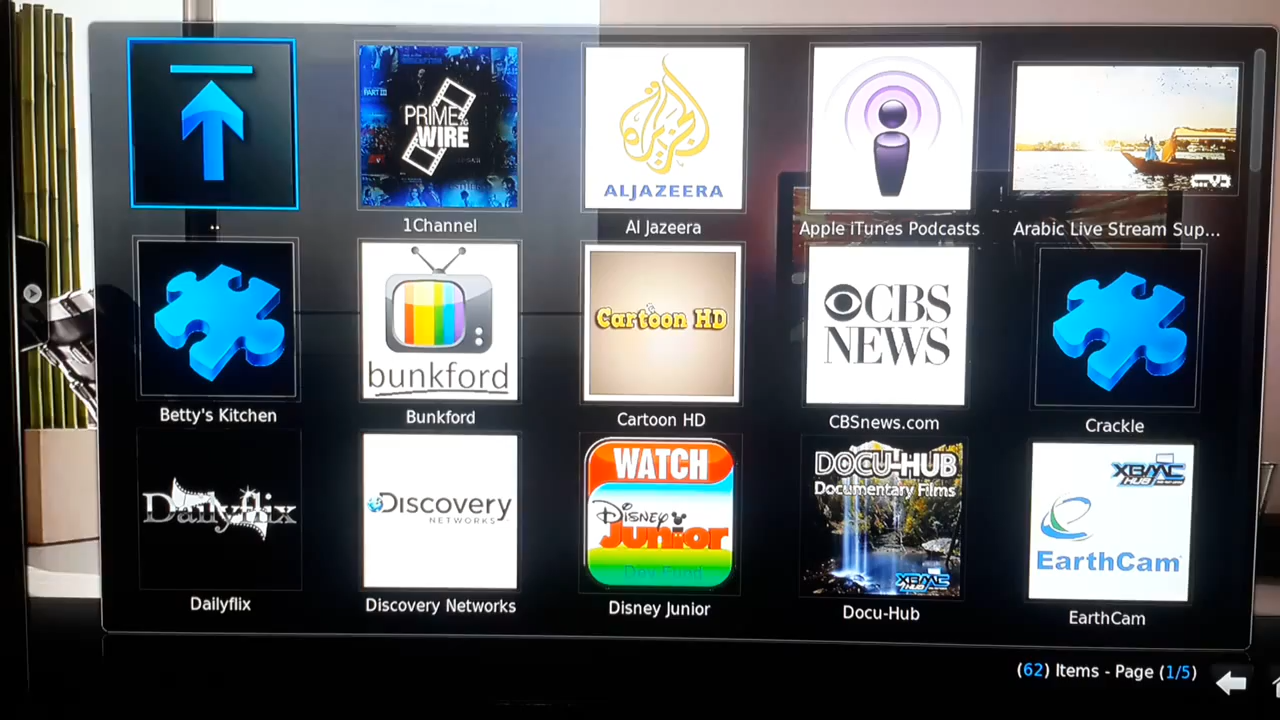 PRIME
WIRE
الجزيرة
ALJAZEERA
..
1Channel
Al Jazeera
Apple iTunes Podcasts
Arabic Live Stream Sup...
bunkford
Cartoon HD
CBS
NEWS
Betty's Kitchen
Bunkford
Cartoon HD
CBSnews.com
Crackle
Dailyflix
Discovery
NETWORKS
WATCH
Disney
Junior
DOCU-HUB
Documentary Films
XBMC
XBMC
HUB
EarthCam
Dailyflix
Discovery Networks
Disney Junior
Docu-Hub
EarthCam
(62) Items - Page (1/5)